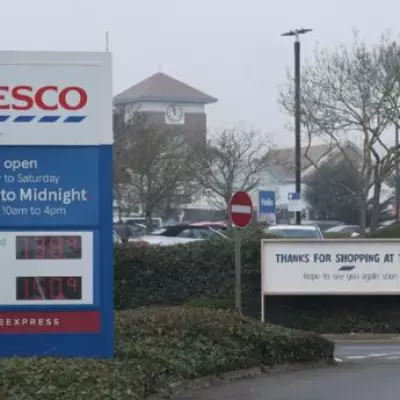 ESCO
open
to Saturday
to Midnight
10am to 4pm
EEXPRESS
THANKS FOR SHOPPING AT T
Hope to see you again soon
Hello